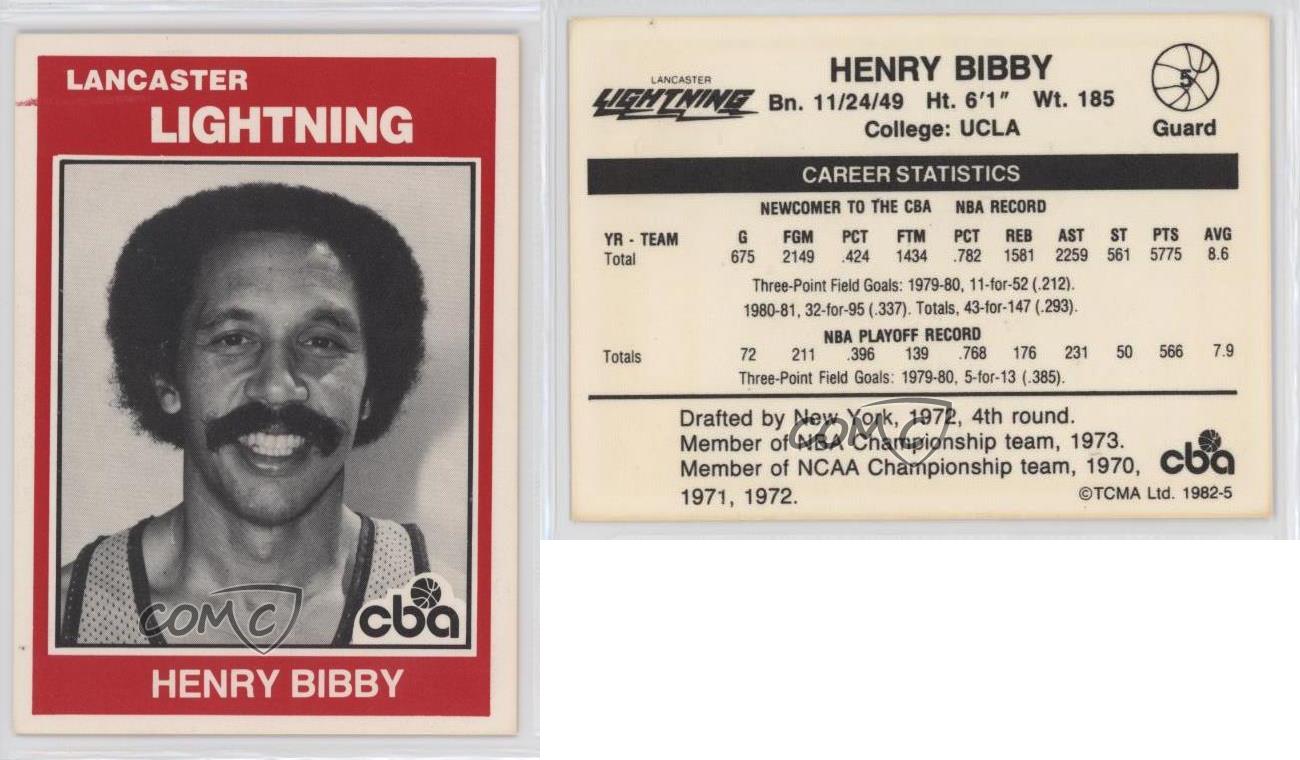 LANCASTER
LIGHTNING
COMC
cba
HENRY BIBBY
HENRY BIBBY
LANCASTER
LIGHTNING
Bn. 11/24/49 Ht. 6'1" Wt. 185
College: UCLA
5
Guard
CAREER STATISTICS
NEWCOMER TO THE CBA NBA RECORD
YR - TEAM G FGM PCT FTM PCT REB AST ST PTS AVG
Total 675 2149 .424 1434 .782 1581 2259 561 5775 8.6
Three-Point Field Goals: 1979-80, 11-for-52 (.212).
1980-81, 32-for-95 (.337). Totals, 43-for-147 (.293).
NBA PLAYOFF RECORD
Totals 72 211 .396 139 .768 176 231 50 566 7.9
Three-Point Field Goals: 1979-80, 5-for-13 (.385).
Drafted by New York, 1972, 4th round.
Member of NBA Championship team, 1973.
Member of NCAA Championship team, 1970,
1971, 1972.
COMC
cba
©TCMA Ltd. 1982-5